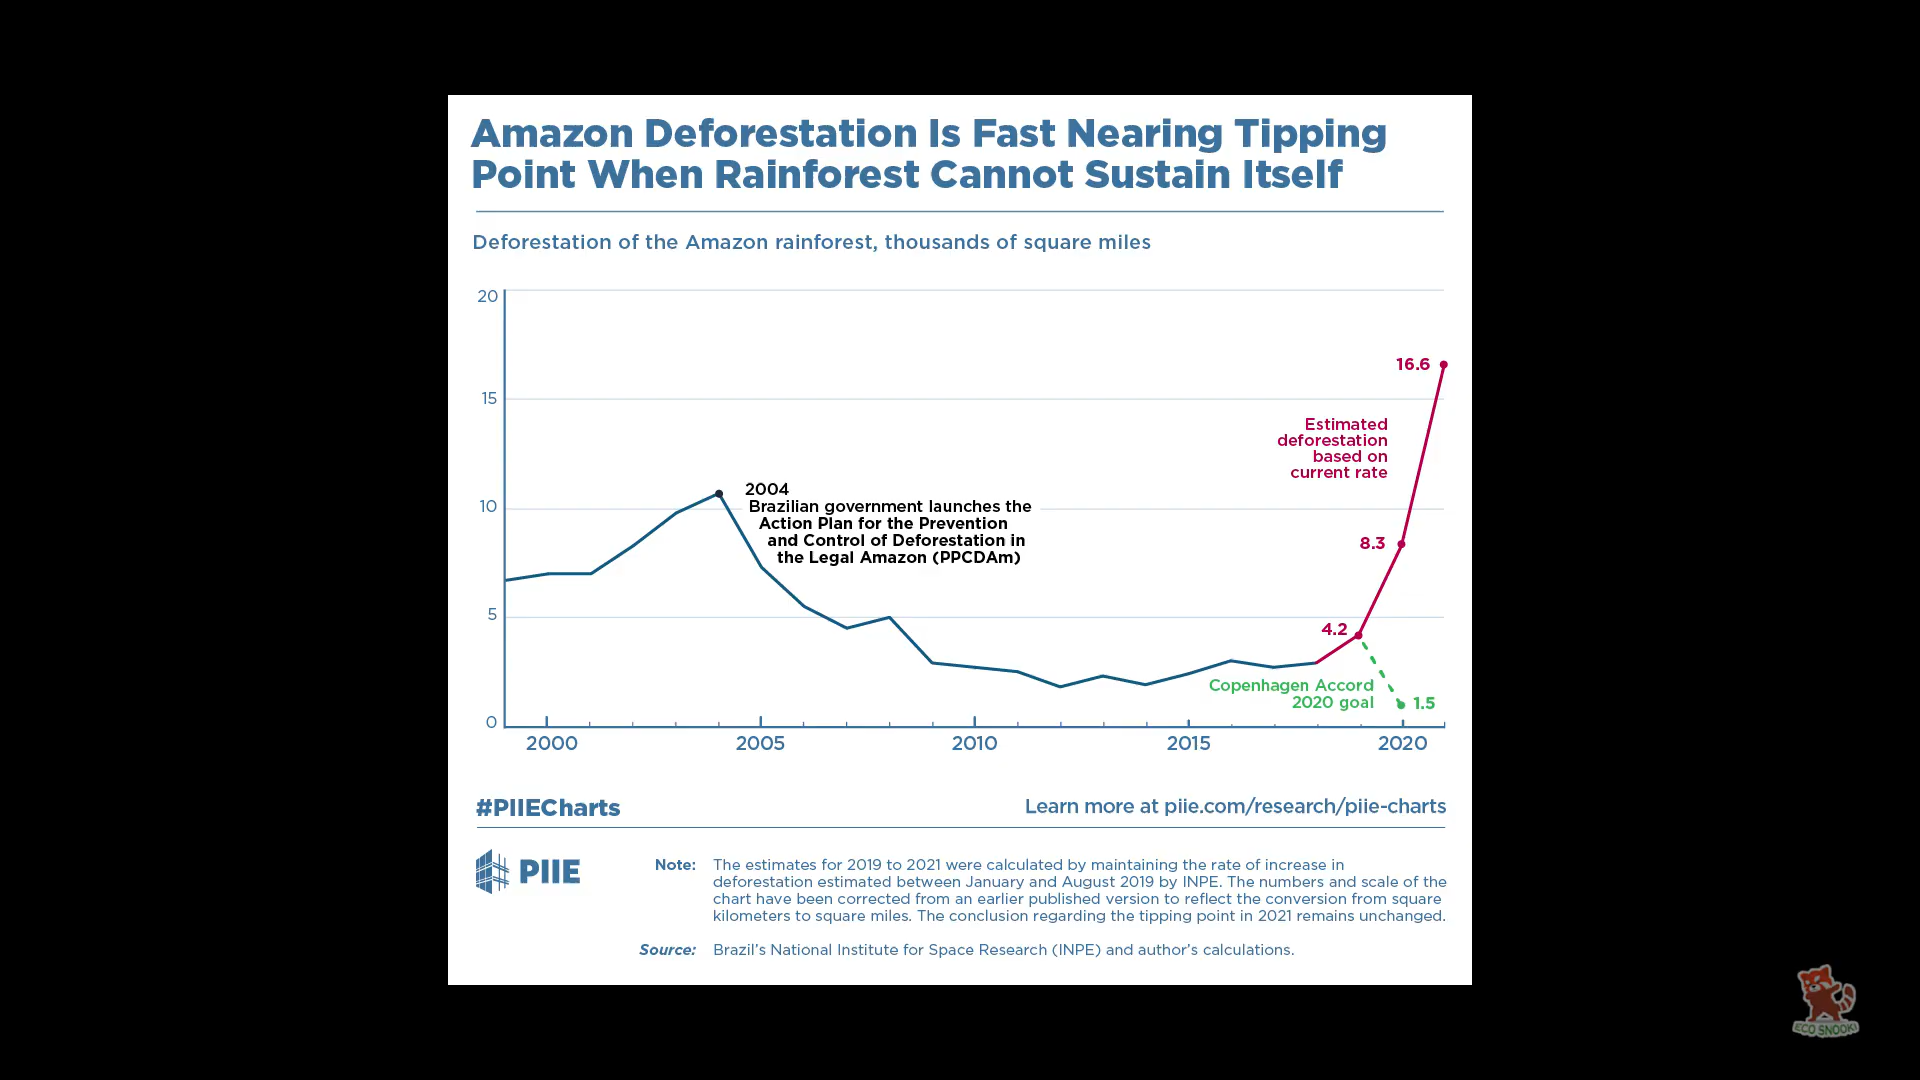 Amazon Deforestation Is Fast Nearing Tipping
Point When Rainforest Cannot Sustain Itself
Deforestation of the Amazon rainforest, thousands of square miles
20
15
10
5
0
16.6
Estimated
deforestation
based on
current rate
2004
Brazilian government launches the
Action Plan for the Prevention
and Control of Deforestation in
the Legal Amazon (PPCDAm)
8.3
4.2
Copenhagen Accord
2020 goal
1.5
2000
2005
2010
2015
2020
#PIIECharts
Learn more at piie.com/research/piie-charts
PIIE
Note: The estimates for 2019 to 2021 were calculated by maintaining the rate of increase in
deforestation estimated between January and August 2019 by INPE. The numbers and scale of the
chart have been corrected from an earlier published version to reflect the conversion from square
kilometers to square miles. The conclusion regarding the tipping point in 2021 remains unchanged.
Source: Brazil's National Institute for Space Research (INPE) and author's calculations.
ECO SNOOKI